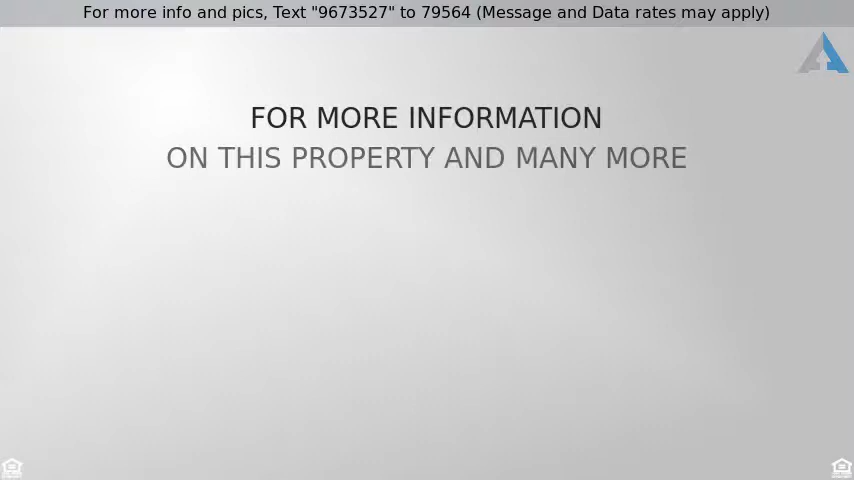 For more info and pics, Text "9673527" to 79564 (Message and Data rates may apply)
FOR MORE INFORMATION
ON THIS PROPERTY AND MANY MORE